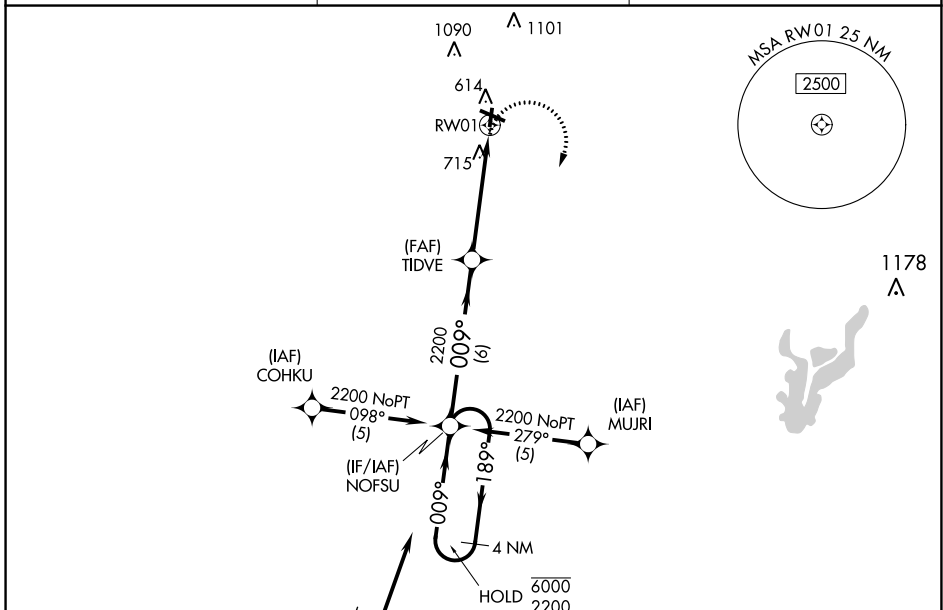 1090
1101
MSA RW01 25 NM
2500
614
RW01
715
(FAF)
TIDVE
1178
2200
009°
(6)
(IAF)
COHKU
2200 NoPT
098°
(5)
2200 NoPT
279°
(5)
(IAF)
MUJRI
(IF/IAF)
NOFSU
189°
009°
4 NM
HOLD 6000
2200